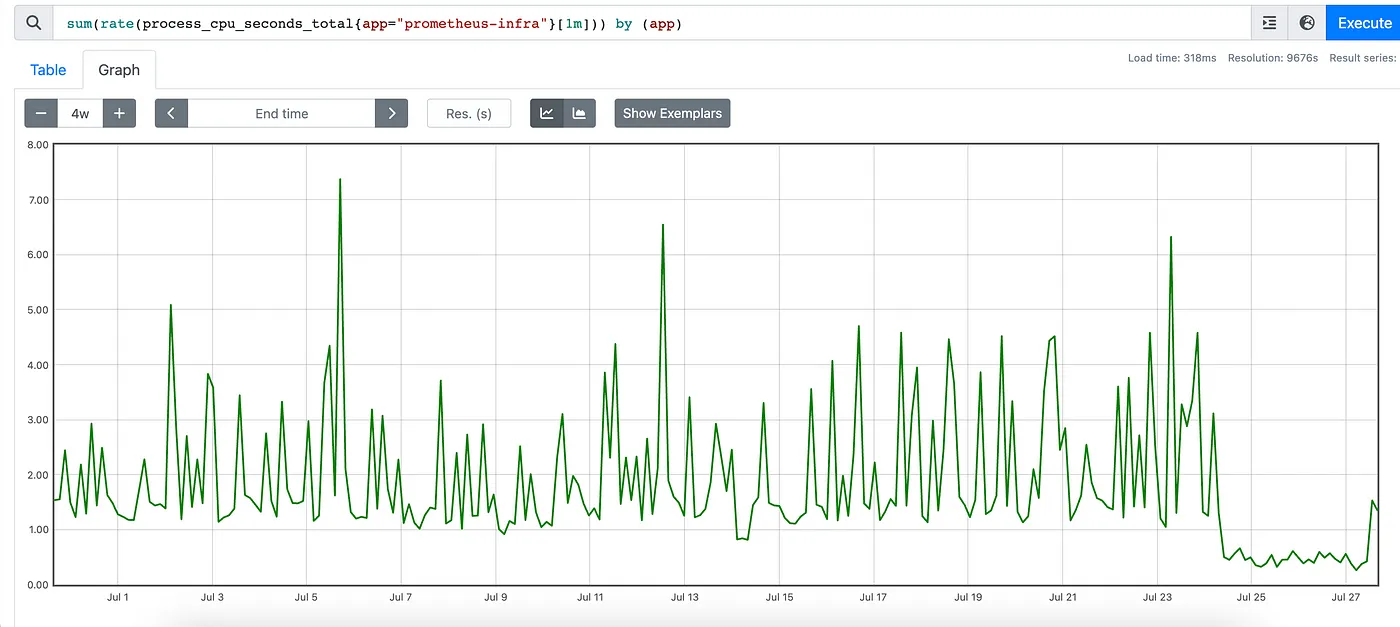 sum(rate(process_cpu_seconds_total{app="prometheus-infra"}[1m])) by (app)
Execute
Load time: 318ms Resolution: 9676s Result series:
Table
Graph
4w
End time
Res. (s)
Show Exemplars
8.00
7.00
6.00
5.00
4.00
3.00
2.00
1.00
0.00
Jul 1 Jul 3 Jul 5 Jul 7 Jul 9 Jul 11 Jul 13 Jul 15 Jul 17 Jul 19 Jul 21 Jul 23 Jul 25 Jul 27